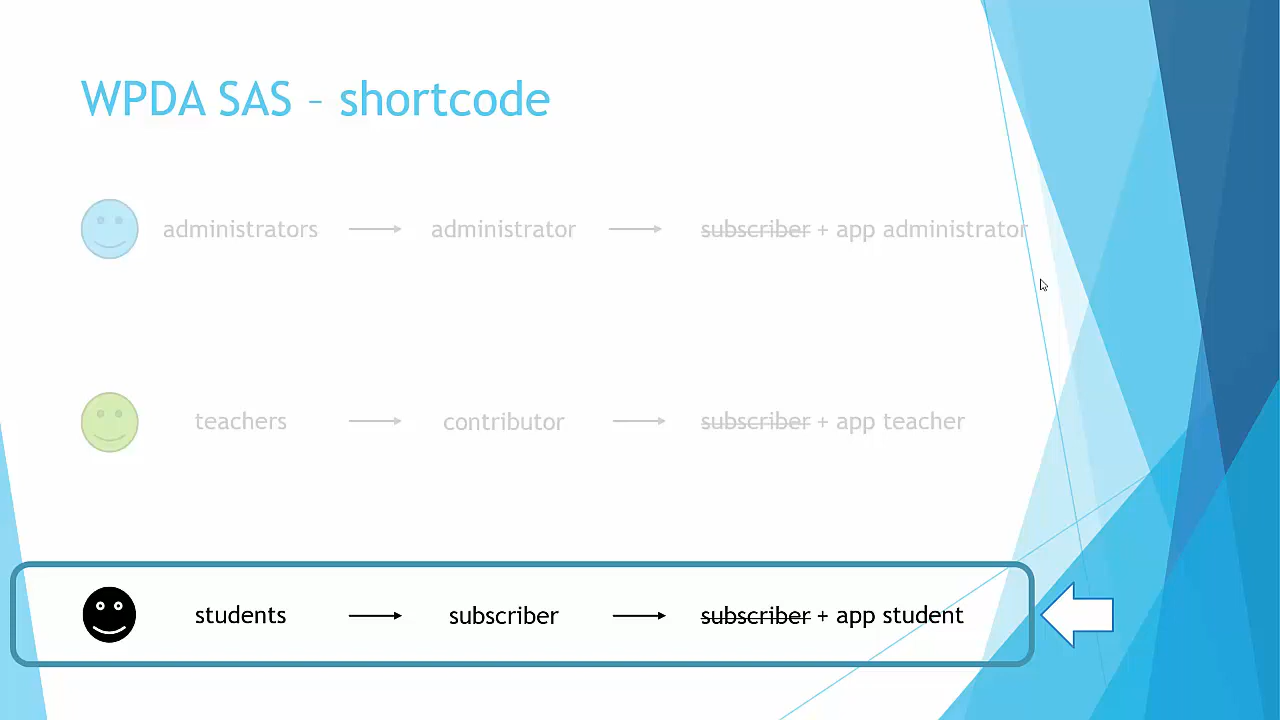 WPDA SAS – shortcode
administrators administrator subscriber + app administrator
teachers contributor subscriber + app teacher
students subscriber subscriber + app student